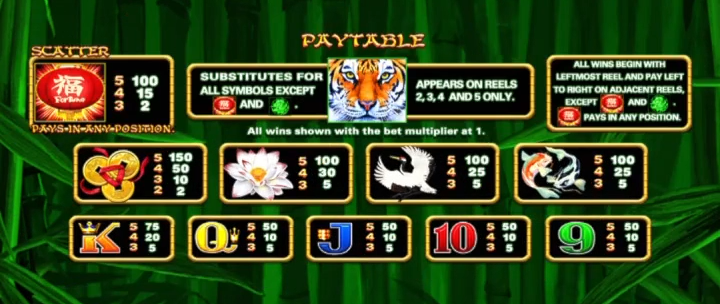 PAYTABLE
SCATTER
福
Fortune
5 100
4 15
3 2
PAYS IN ANY POSITION.
SUBSTITUTES FOR
ALL SYMBOLS EXCEPT
AND .
APPEARS ON REELS
2, 3, 4 AND 5 ONLY.
ALL WINS BEGIN WITH
LEFTMOST REEL AND PAY LEFT
TO RIGHT ON ADJACENT REELS,
EXCEPT AND .
PAYS IN ANY POSITION.
All wins shown with the bet multiplier at 1.
5 150
4 50
3 10
2 2
5 100
4 30
3 5
5 100
4 25
3 5
5 100
4 25
3 5
K
5 75
4 20
3 5
Q
5 50
4 10
3 5
J
5 50
4 10
3 5
10
5 50
4 10
3 5
9
5 50
4 10
3 5